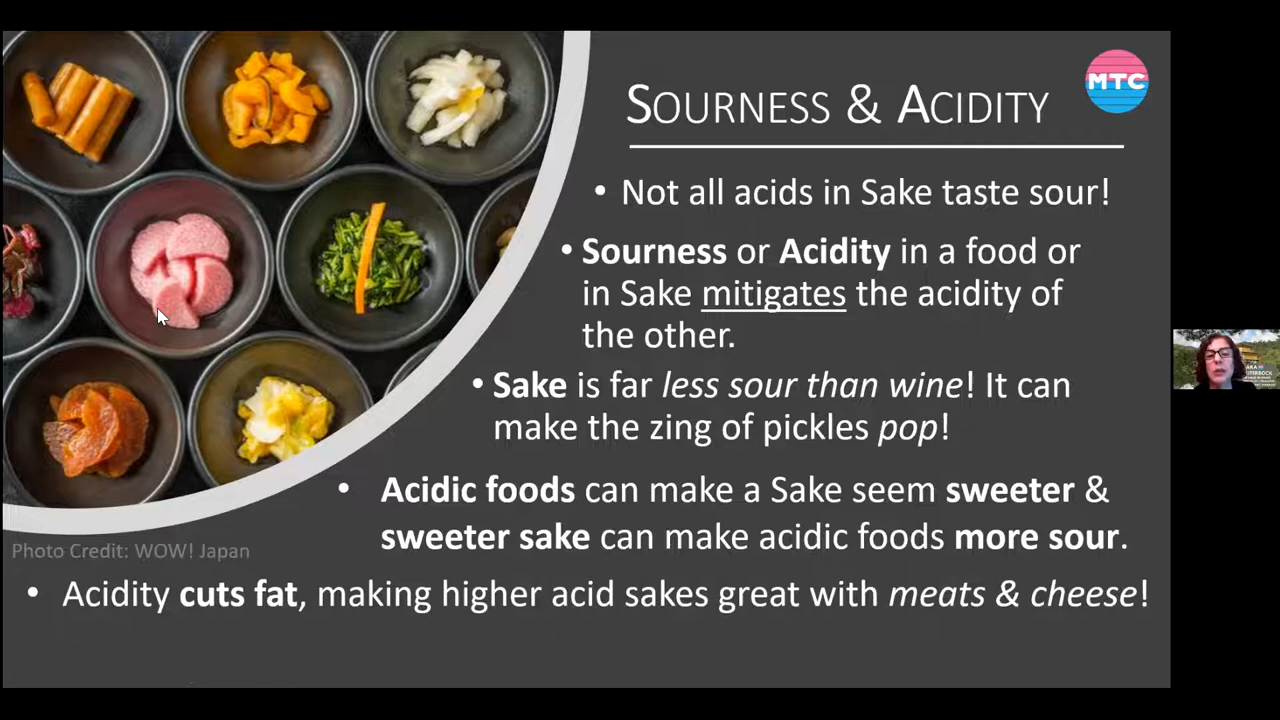 MTC
SOURNESS & ACIDITY
• Not all acids in Sake taste sour!
• Sourness or Acidity in a food or
in Sake mitigates the acidity of
the other.
• Sake is far less sour than wine! It can
make the zing of pickles pop!
• Acidic foods can make a Sake seem sweeter &
sweeter sake can make acidic foods more sour.
Photo Credit: WOW! Japan
• Acidity cuts fat, making higher acid sakes great with meats & cheese!